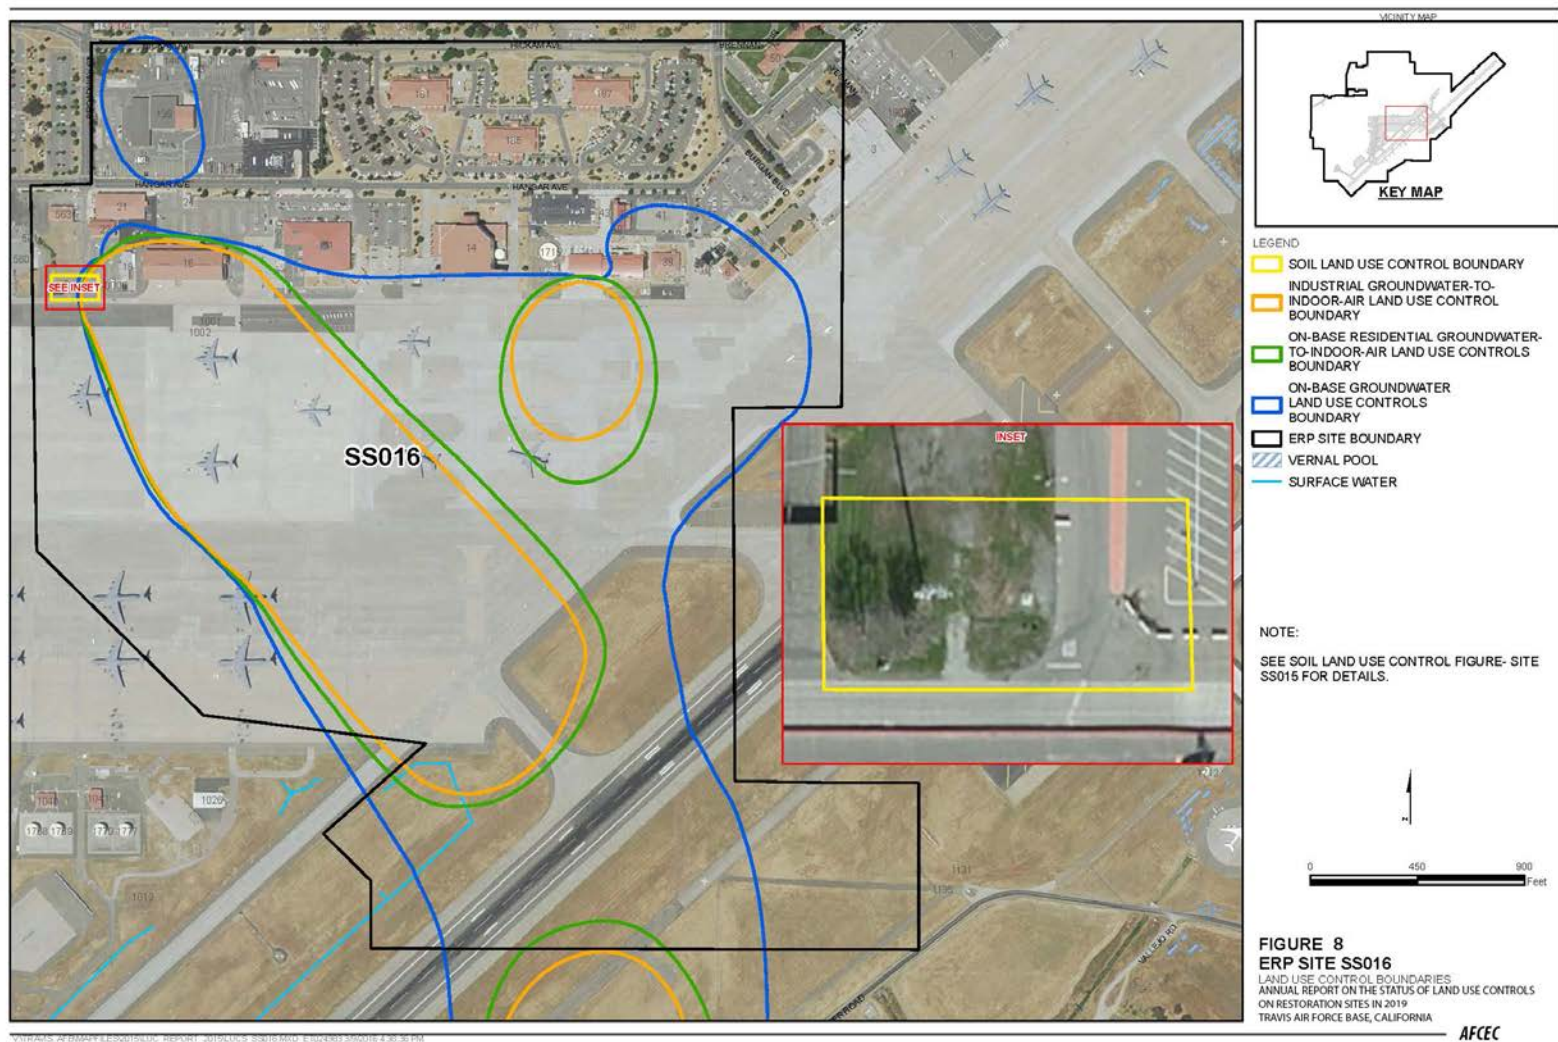 VICINITY MAP
KEY MAP
LEGEND
SOIL LAND USE CONTROL BOUNDARY
INDUSTRIAL GROUNDWATER-TO-
INDOOR-AIR LAND USE CONTROL
BOUNDARY
ON-BASE RESIDENTIAL GROUNDWATER-
TO-INDOOR-AIR LAND USE CONTROLS
BOUNDARY
ON-BASE GROUNDWATER
LAND USE CONTROLS
BOUNDARY
ERP SITE BOUNDARY
VERNAL POOL
SURFACE WATER
NOTE:
SEE SOIL LAND USE CONTROL FIGURE- SITE
SS015 FOR DETAILS.
0 450 900
Feet
FIGURE 8
ERP SITE SS016
LAND USE CONTROL BOUNDARIES
ANNUAL REPORT ON THE STATUS OF LAND USE CONTROLS
ON RESTORATION SITES IN 2019
TRAVIS AIR FORCE BASE, CALIFORNIA
AFCEC
HICKAM AVE
HANGAR AVE
HANGAR AVE
BURGAN BLVD
SEE INSET
SS016
INSET
21
16
14
41
39
171
3
7
1001
1002
1026
1012
1131
VALLEJO RD